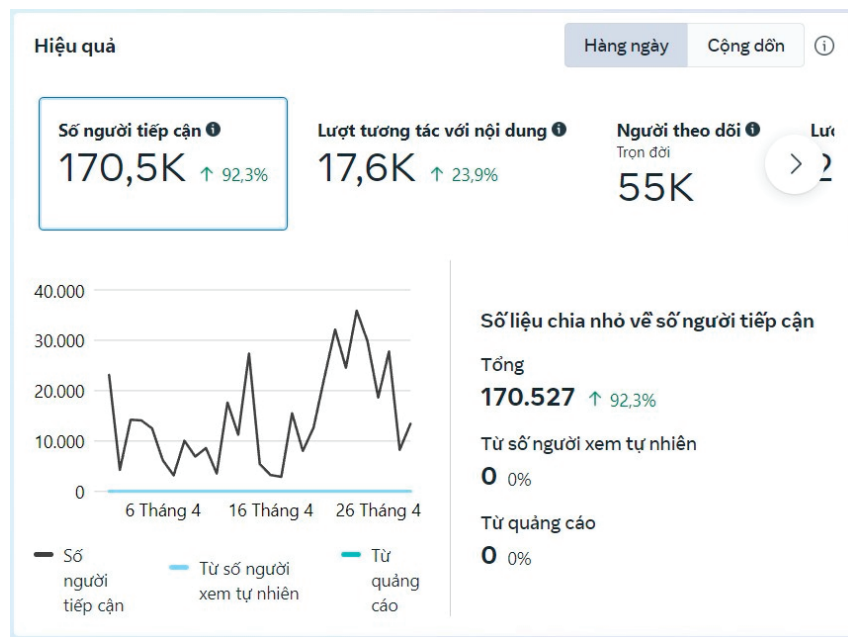 Hiệu quả
Hàng ngày
Cộng dồn
Số người tiếp cận
170,5K ↑ 92,3%
Lượt tương tác với nội dung
17,6K ↑ 23,9%
Người theo dõi
Trọn đời
55K
40.000
30.000
20.000
10.000
0
6 Tháng 4
16 Tháng 4
26 Tháng 4
Số
người
tiếp cận
Từ số người
xem tự nhiên
Từ
quảng
cáo
Số liệu chia nhỏ về số người tiếp cận
Tổng
170.527 ↑ 92,3%
Từ số người xem tự nhiên
0 0%
Từ quảng cáo
0 0%